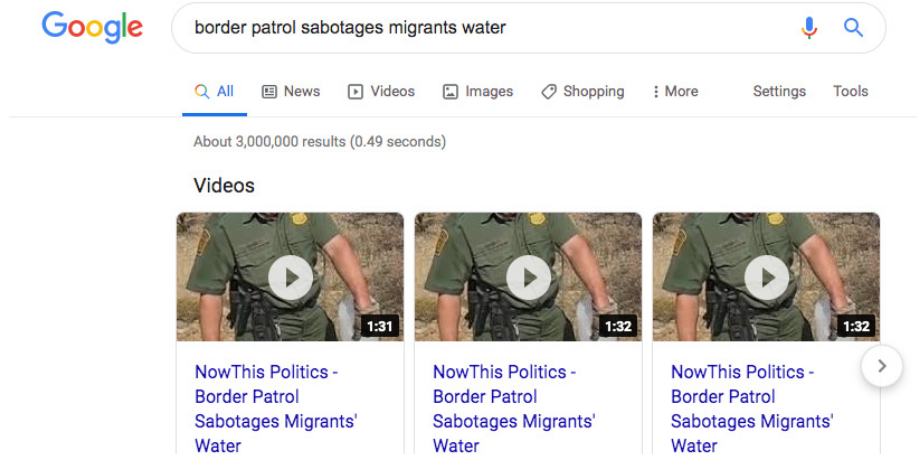 Google
border patrol sabotages migrants water
All News Videos Images Shopping More Settings Tools
About 3,000,000 results (0.49 seconds)
Videos
1:31 1:32 1:32
NowThis Politics - NowThis Politics - NowThis Politics -
Border Patrol Border Patrol Border Patrol
Sabotages Migrants' Sabotages Migrants' Sabotages Migrants'
Water Water Water